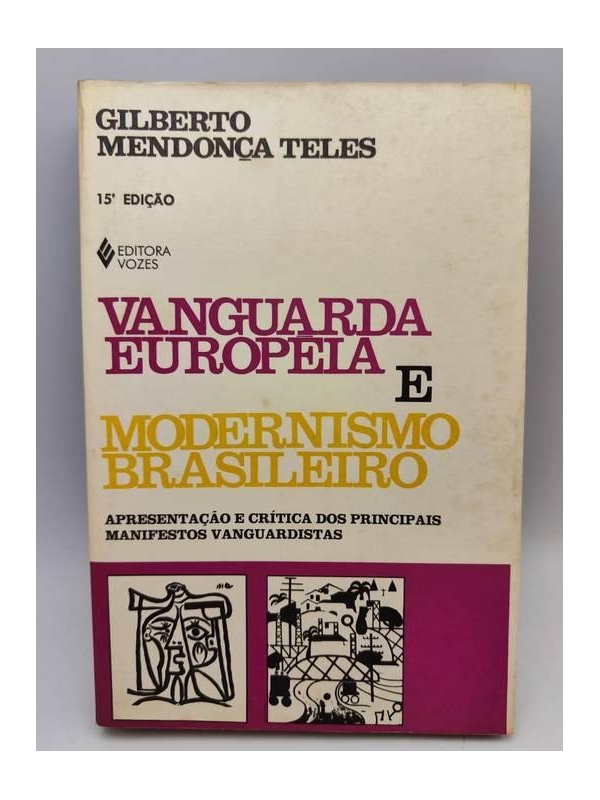 GILBERTO
MENDONÇA TELES
15ª EDIÇÃO
EDITORA
VOZES
VANGUARDA
EUROPÉIA
E
MODERNISMO
BRASILEIRO
APRESENTAÇÃO E CRÍTICA DOS PRINCIPAIS
MANIFESTOS VANGUARDISTAS